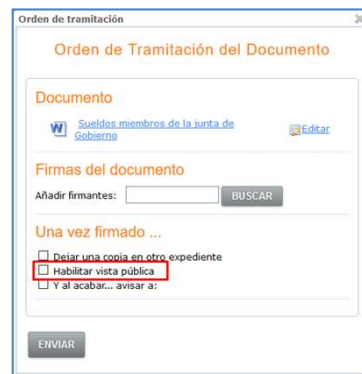 Orden de tramitación
Orden de Tramitación del Documento
Documento
Sueldos miembros de la junta de
Gobierno
Editar
Firmas del documento
Añadir firmantes:
BUSCAR
Una vez firmado ...
Dejar una copia en otro expediente
Habilitar vista pública
Y al acabar... avisar a:
ENVIAR